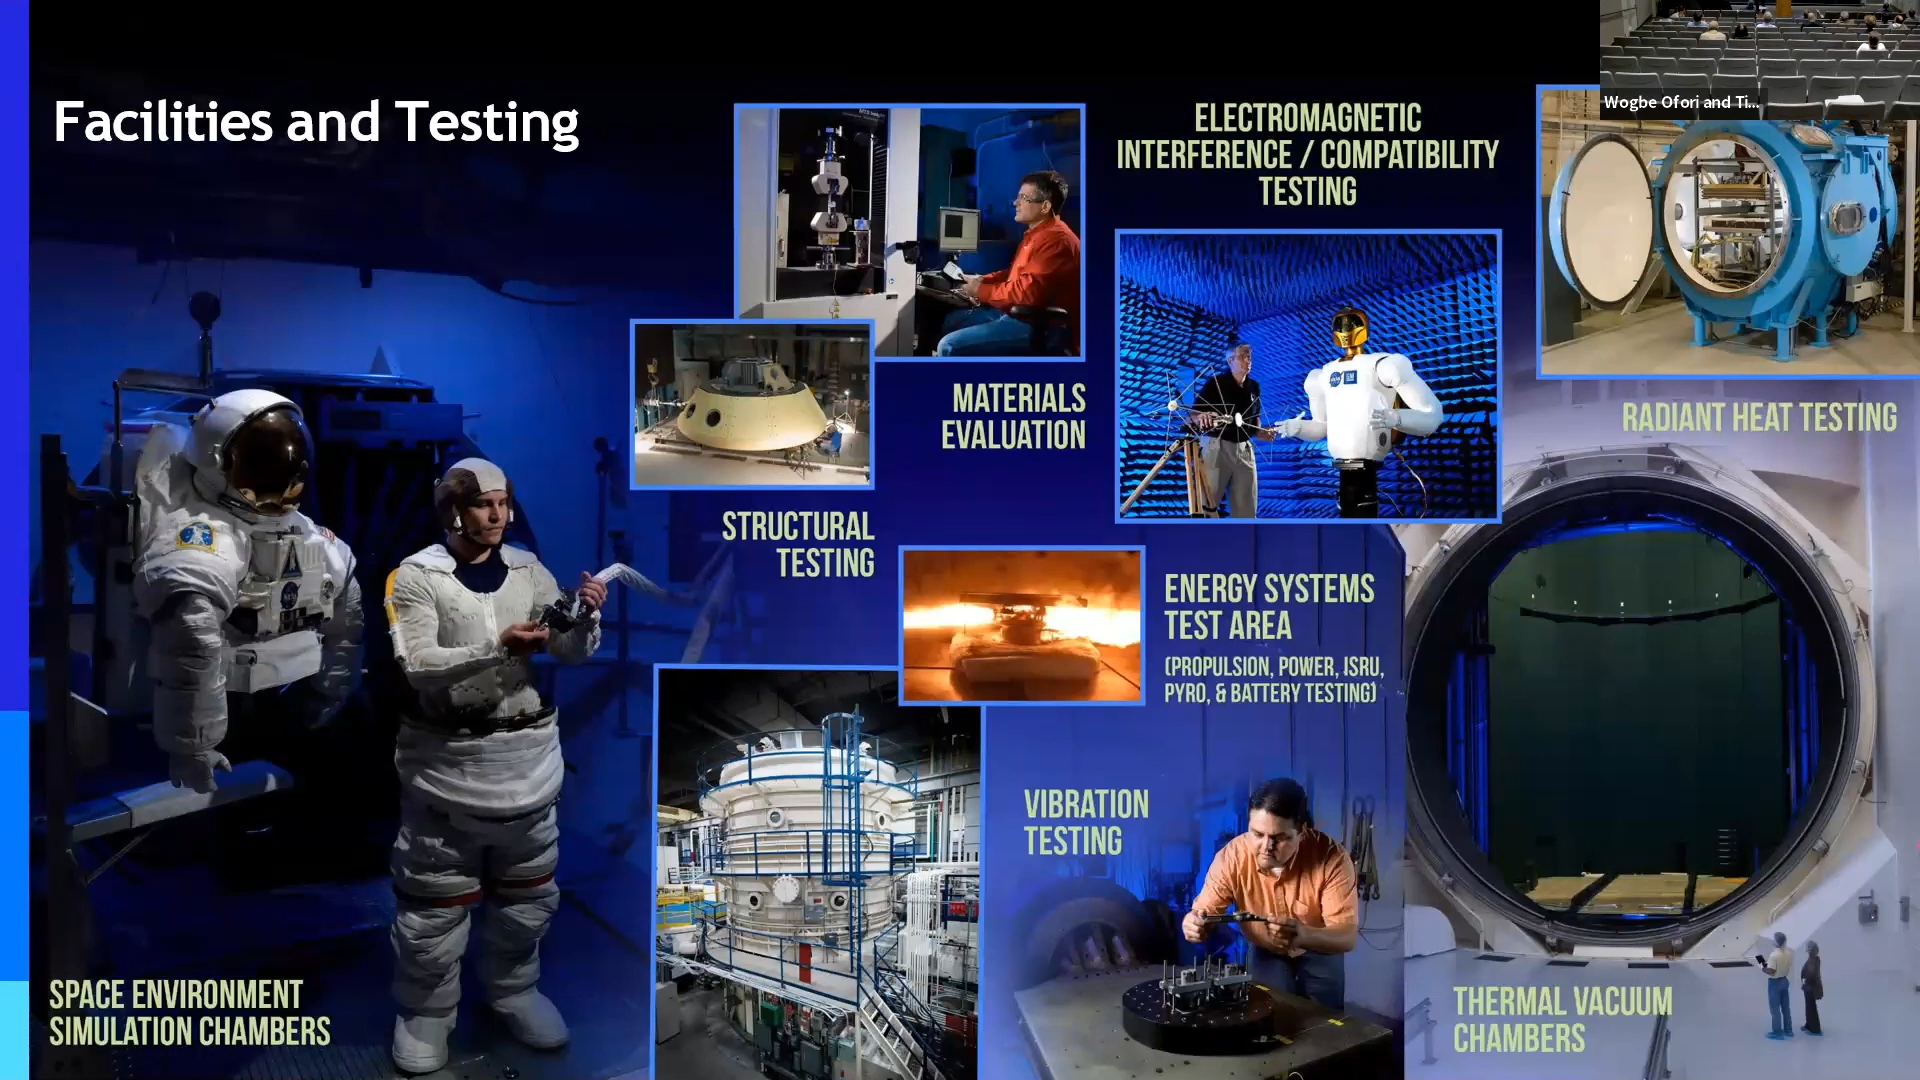 Facilities and Testing
Wogbe Ofori and Ti...
ELECTROMAGNETIC
INTERFERENCE / COMPATIBILITY
TESTING
MATERIALS
EVALUATION
RADIANT HEAT TESTING
STRUCTURAL
TESTING
ENERGY SYSTEMS
TEST AREA
(PROPULSION, POWER, ISRU,
PYRO, & BATTERY TESTING)
VIBRATION
TESTING
SPACE ENVIRONMENT
SIMULATION CHAMBERS
THERMAL VACUUM
CHAMBERS